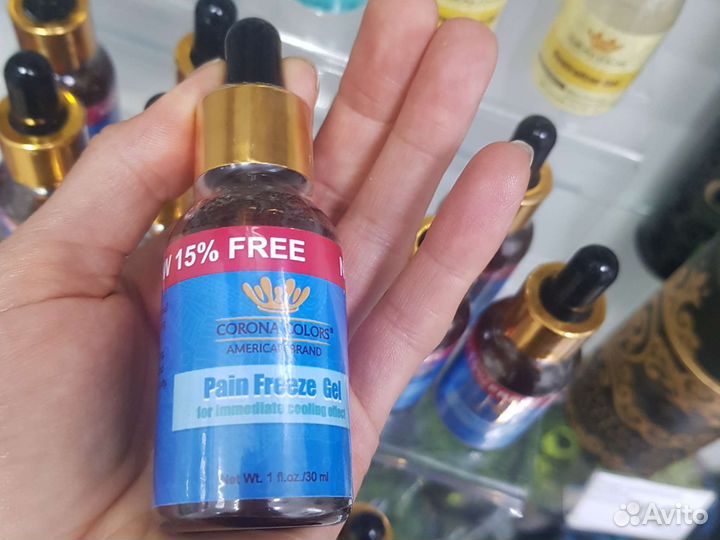 W 15% FREE N
CORONA COLORS®
AMERICAN BRAND
Pain Freeze Gel
for immediate cooling effect
Net Wt. 1 fl.oz./30 ml
Avito